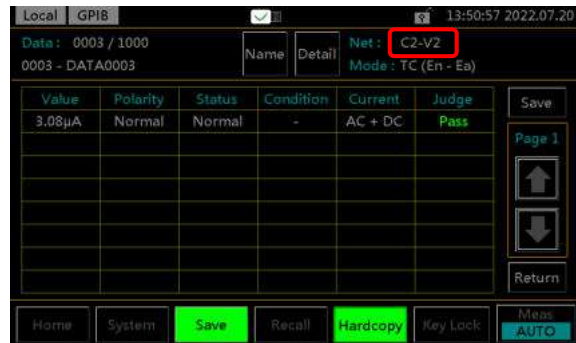 Local GPIB 13:50:57 2022.07.20
Data : 0003 / 1000 Name Detail Net : C2-V2
0003 - DATA0003 Mode : TC (En - Ea)
Value Polarity Status Condition Current Judge Save
3.08µA Normal Normal - AC + DC Pass
Page 1
Return
Home System Save Recall Hardcopy Key Lock Meas
AUTO